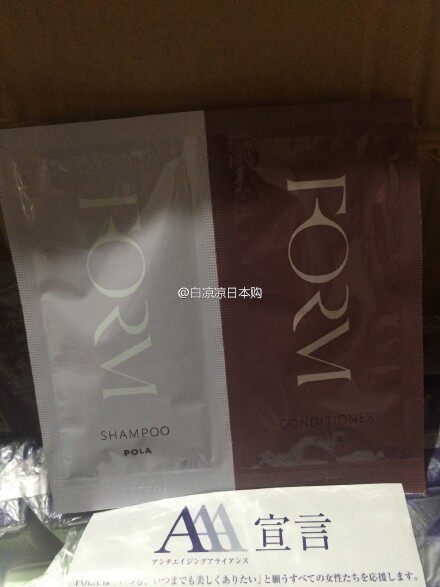 FORM
SHAMPOO
POLA
FORM
CONDITIONER
POLA
@白凉凉日本购
AAA宣言
アンチエイジングアライアンス
いつまでも美しくありたい」と願うすべての女性たちを応援します。